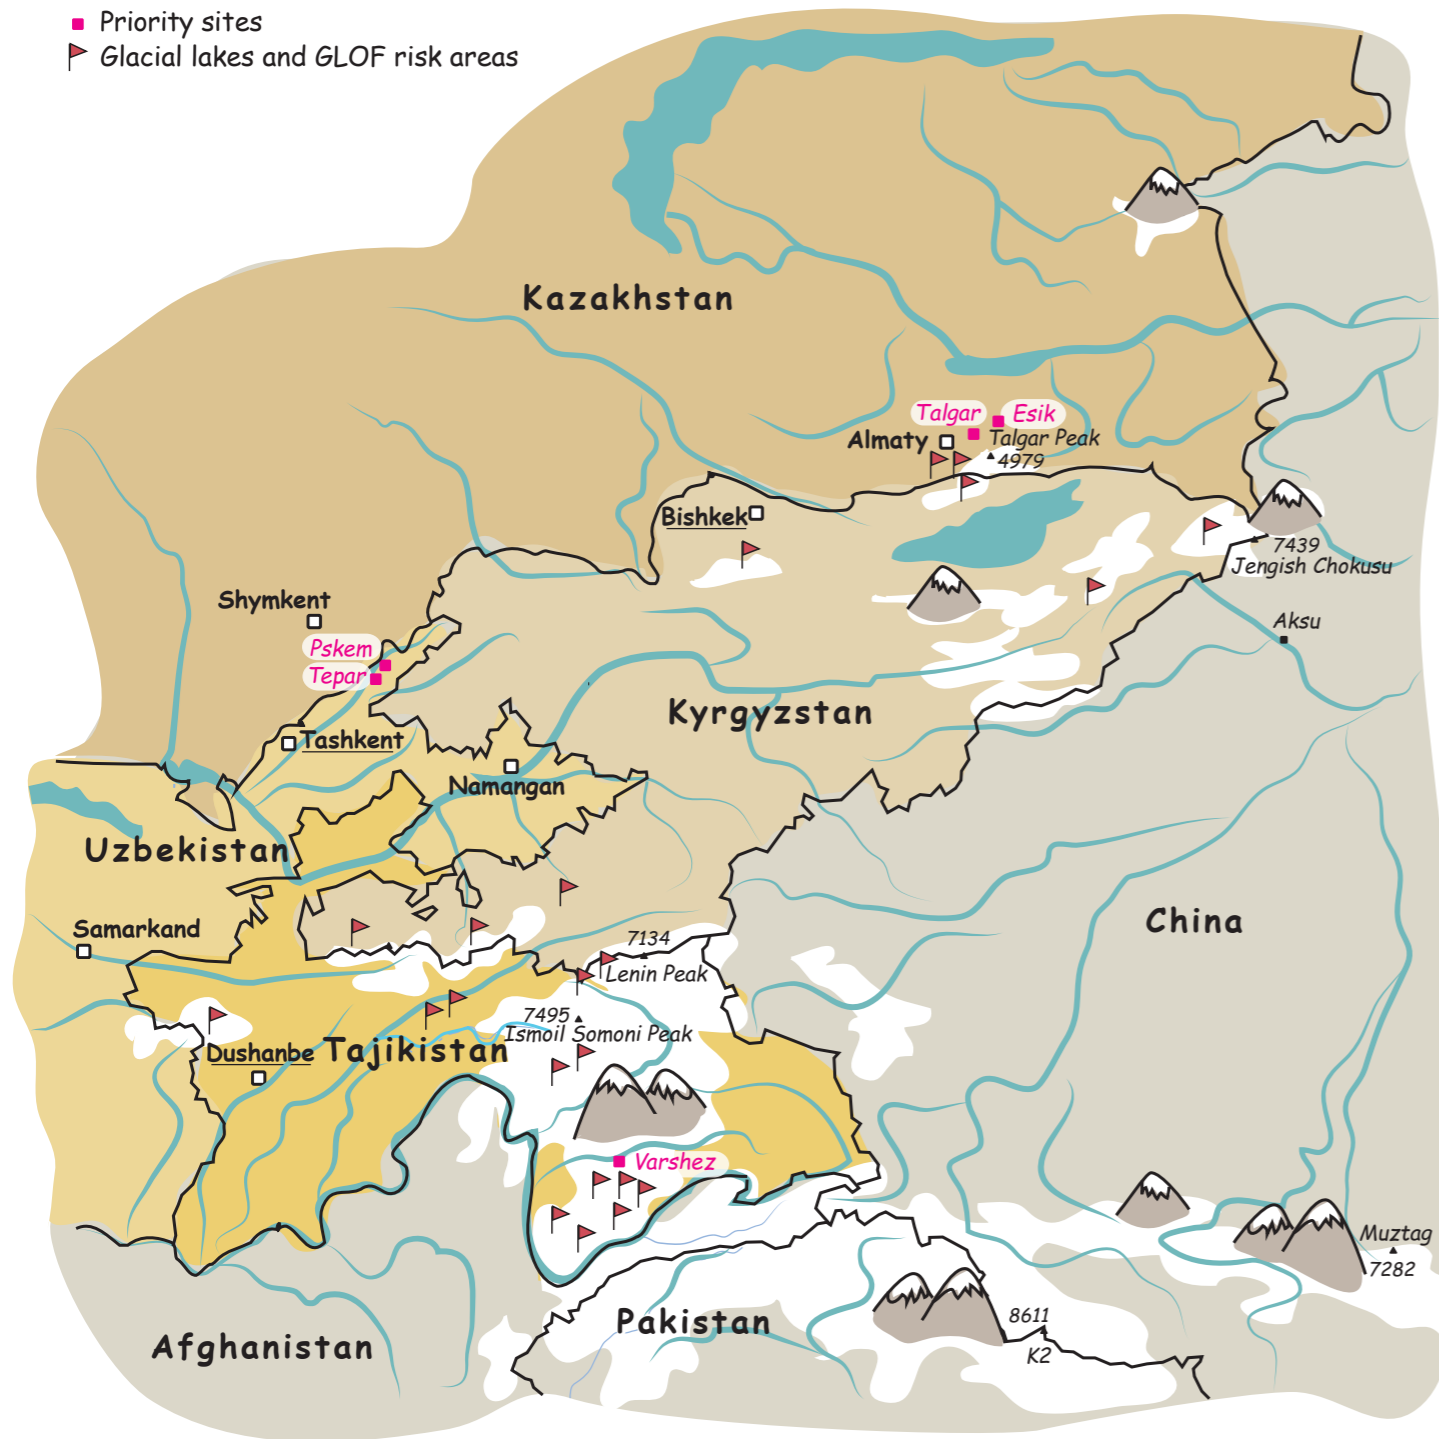 Priority sites
Glacial lakes and GLOF risk areas
Kazakhstan
Talgar
Esik
Almaty
Talgar Peak
4979
Bishkek
7439
Jengish Chokusu
Shymkent
Aksu
Pskem
Tepar
Kyrgyzstan
Tashkent
Namangan
Uzbekistan
China
Samarkand
7134
Lenin Peak
7495
Ismoil Somoni Peak
Dushanbe
Tajikistan
Varshez
Muztag
7282
Pakistan
8611
K2
Afghanistan